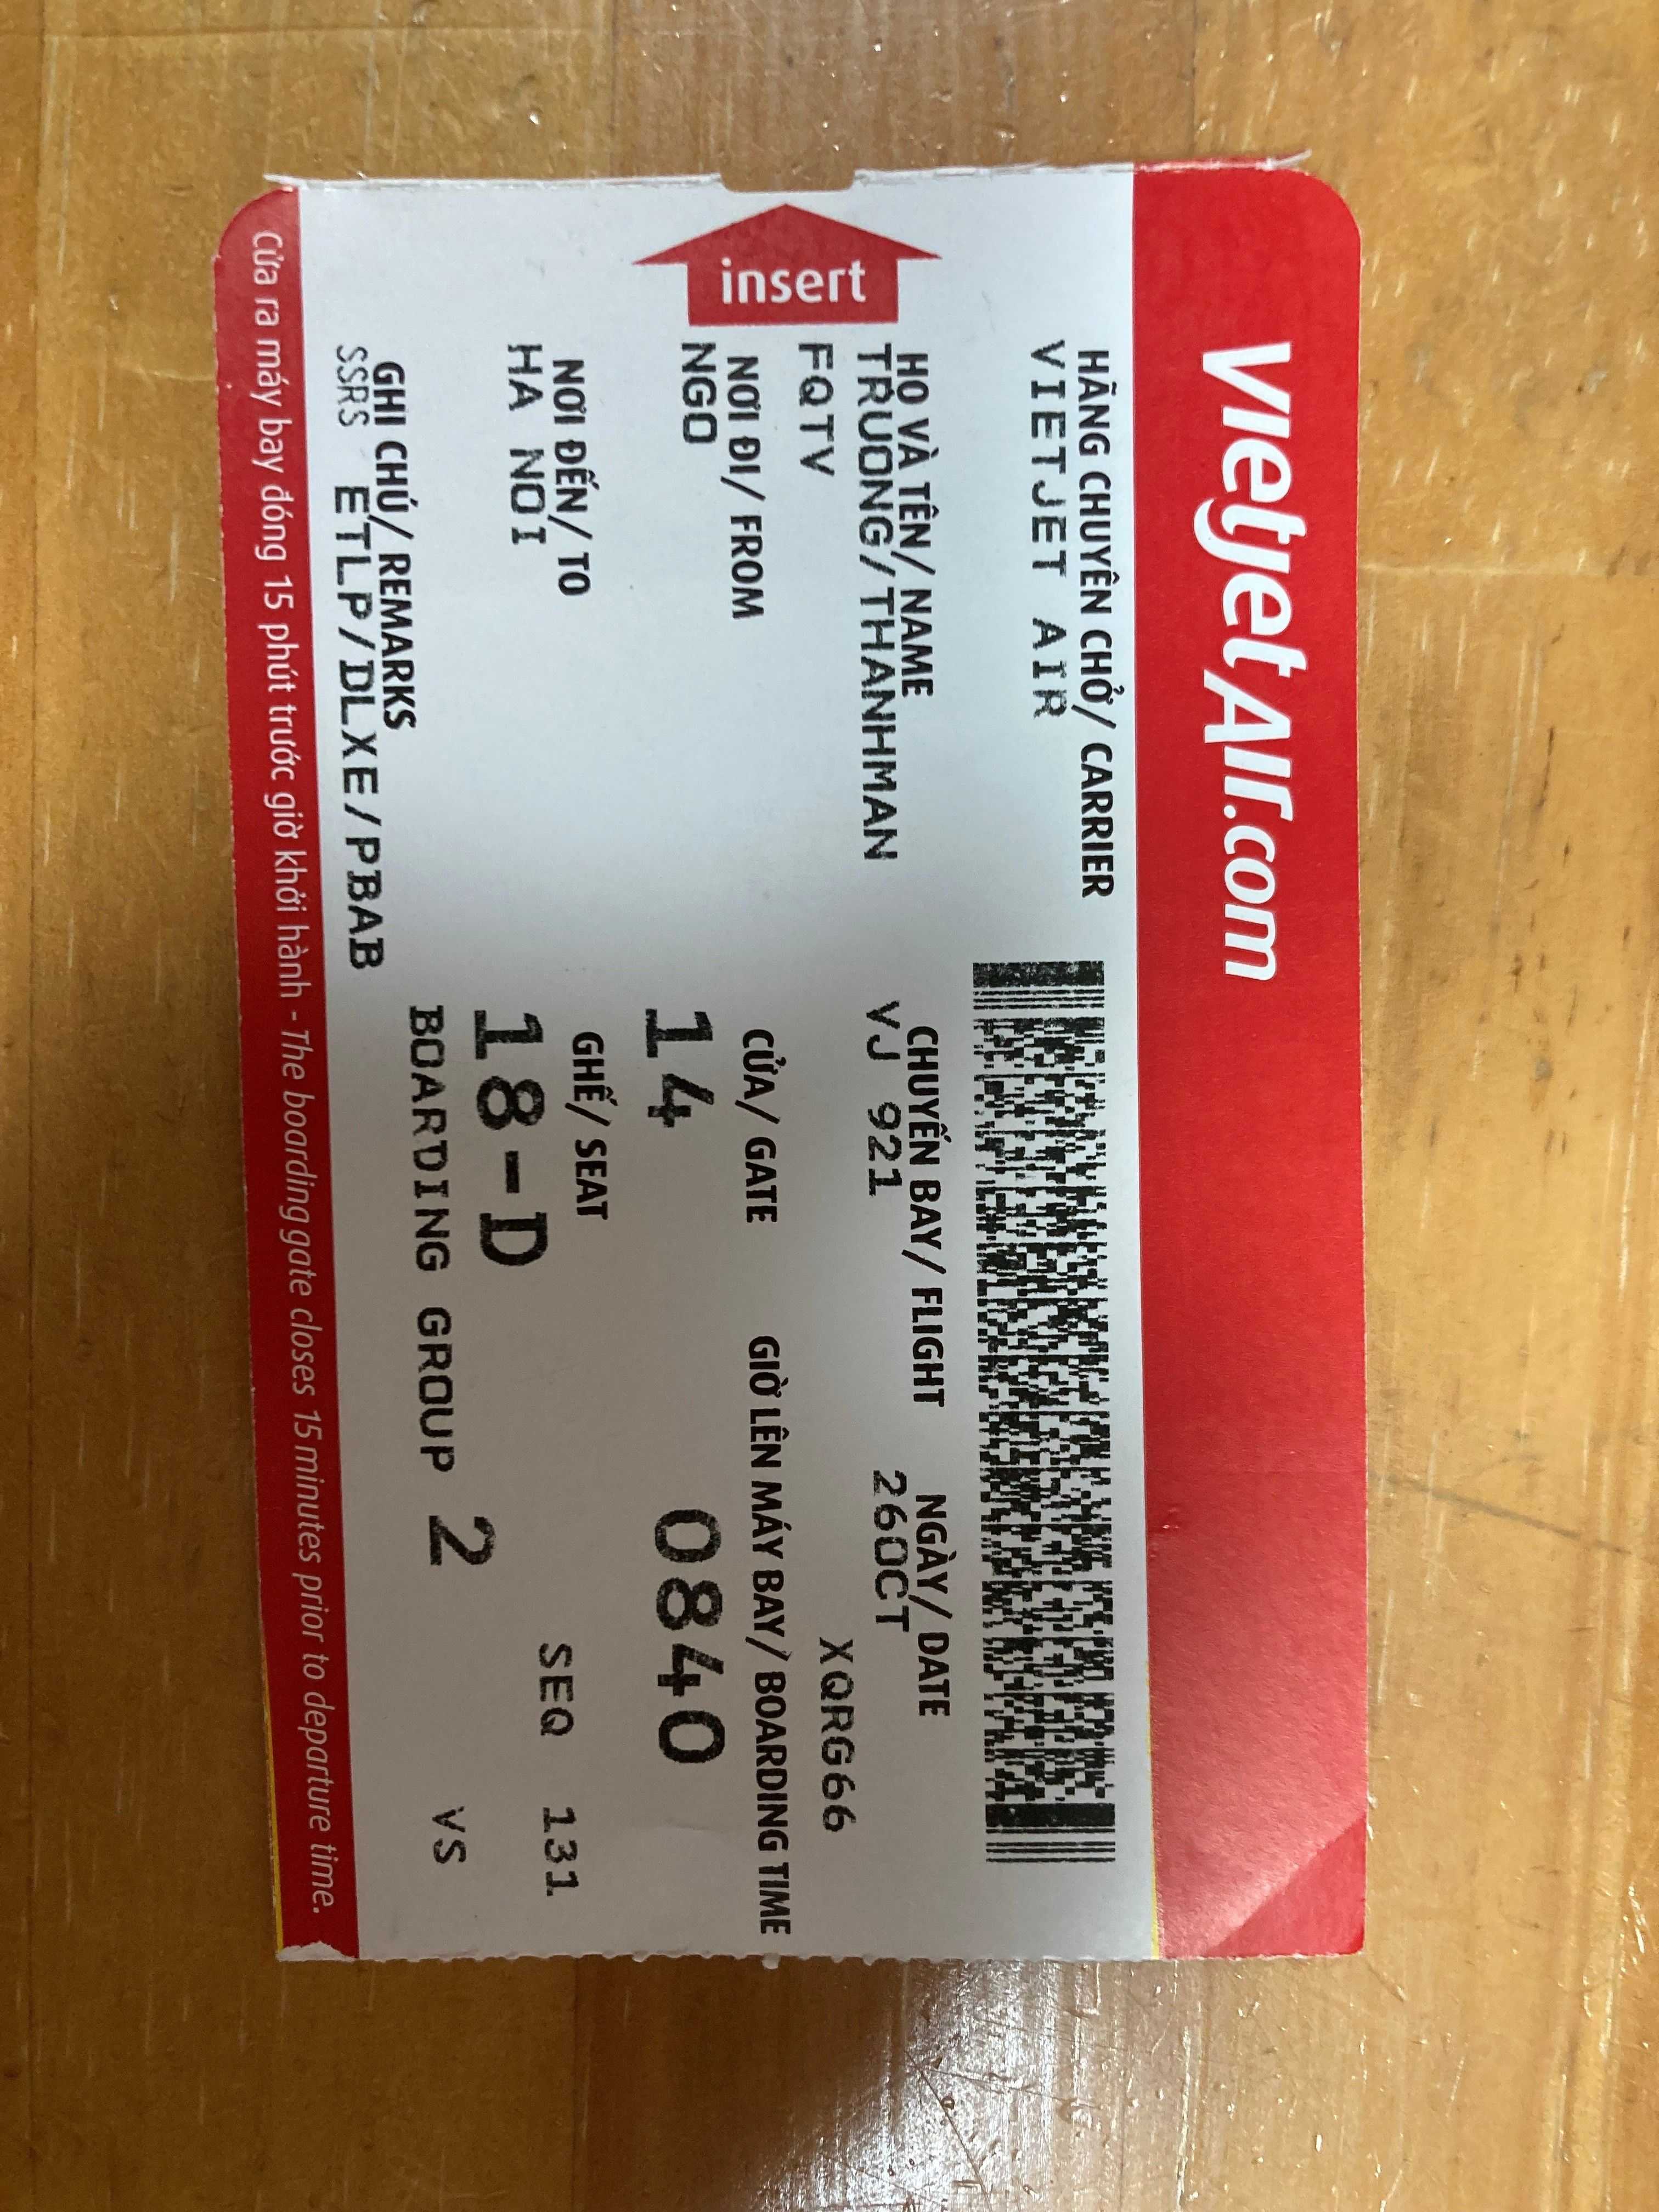 vietjetAir.com
HÃNG CHUYÊN CHỞ/ CARRIER
VIETJET AIR
HỌ VÀ TÊN/ NAME
TRUONG/THANHMAN
FQTV
CHUYẾN BAY/ FLIGHT
VJ 921
NGÀY/ DATE
26OCT
XQRG66
NƠI ĐI/ FROM
NGO
CỬA/ GATE
14
GIỜ LÊN MÁY BAY/ BOARDING TIME
0840
NƠI ĐẾN/ TO
HA NOI
GHẾ/ SEAT
18-D
SEQ 131
BOARDING GROUP 2
VS
GHI CHÚ/ REMARKS
SSRS ETLP/DLXE/PBAB
Cửa ra máy bay đóng 15 phút trước giờ khởi hành - The boarding gate closes 15 minutes prior to departure time.
insert